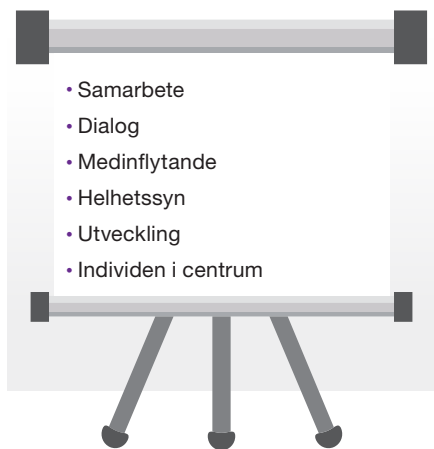 • Samarbete
• Dialog
• Medinflytande
• Helhetssyn
• Utveckling
• Individen i centrum